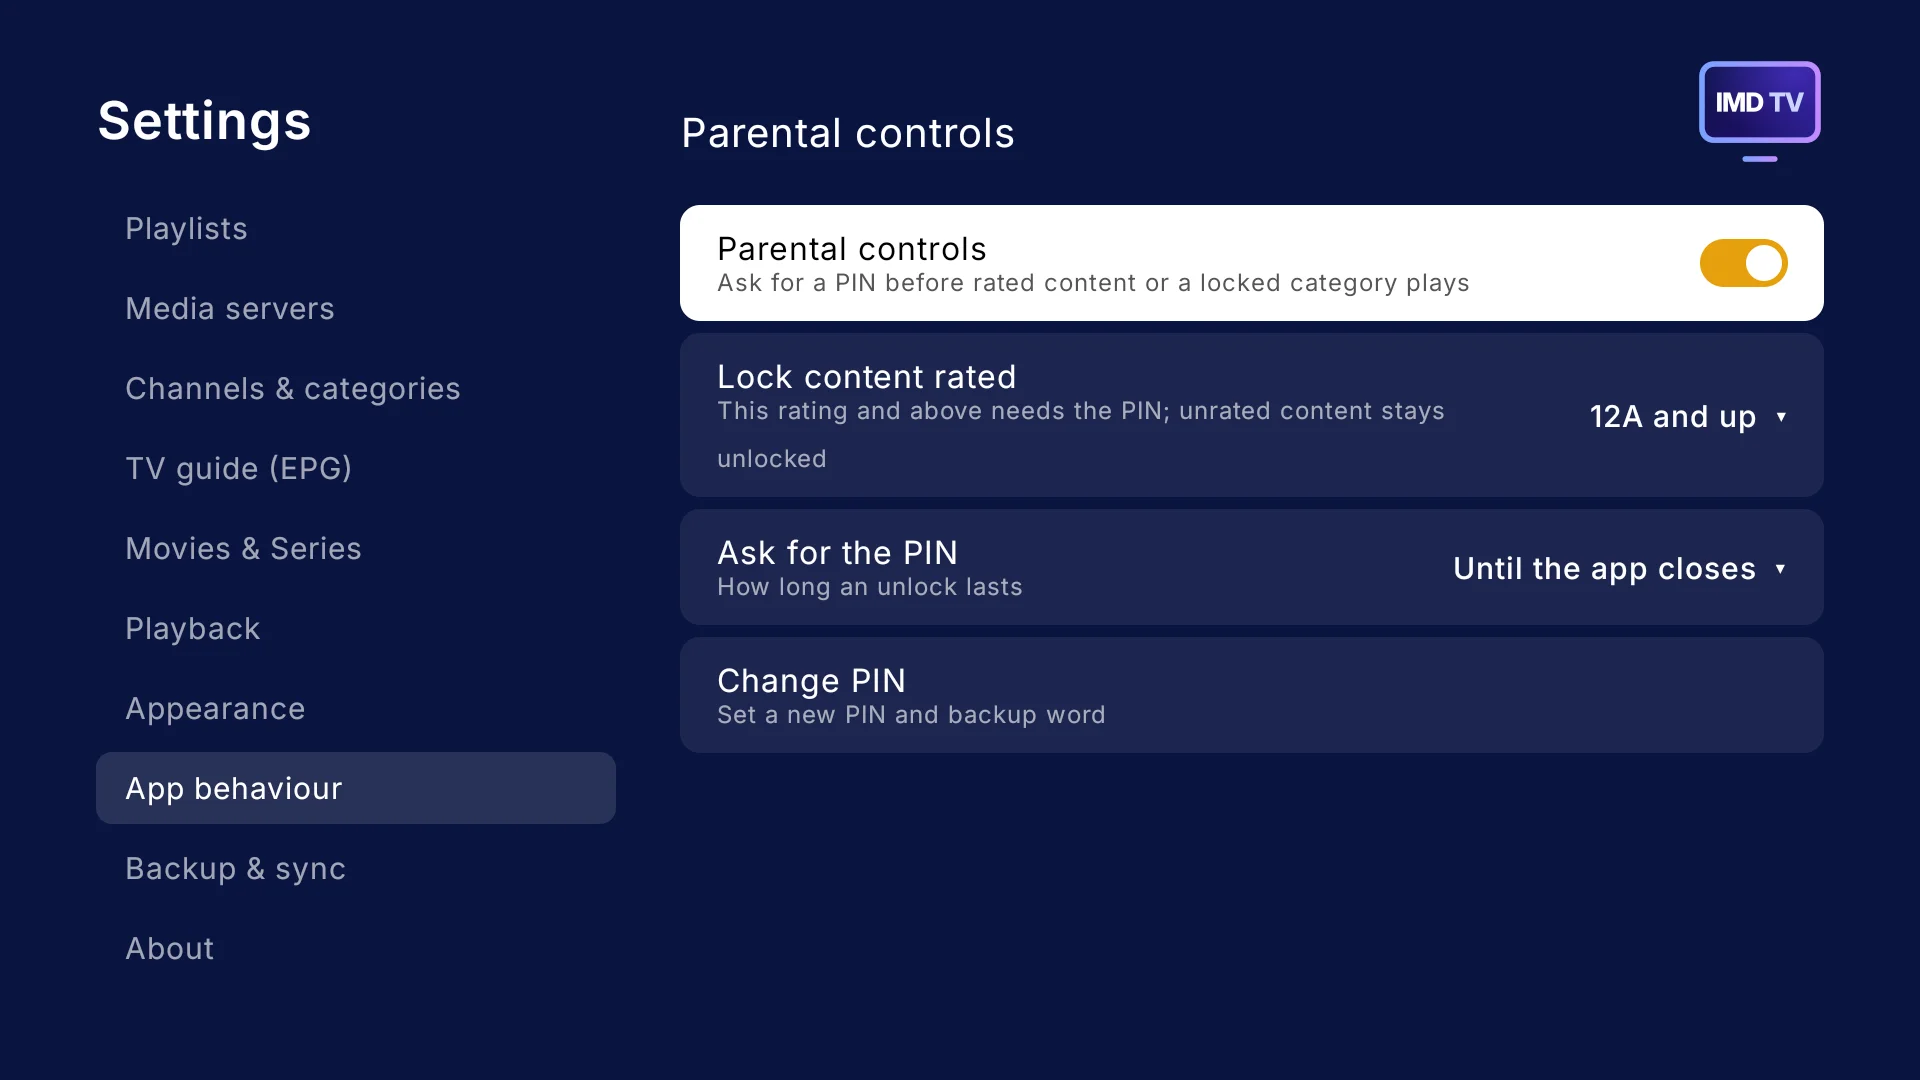 Settings
Playlists
Media servers
Channels & categories
TV guide (EPG)
Movies & Series
Playback
Appearance
App behaviour
Backup & sync
About
Parental controls
IMD TV
Parental controls
Ask for a PIN before rated content or a locked category plays
Lock content rated
This rating and above needs the PIN; unrated content stays
unlocked
12A and up
Ask for the PIN
How long an unlock lasts
Until the app closes
Change PIN
Set a new PIN and backup word